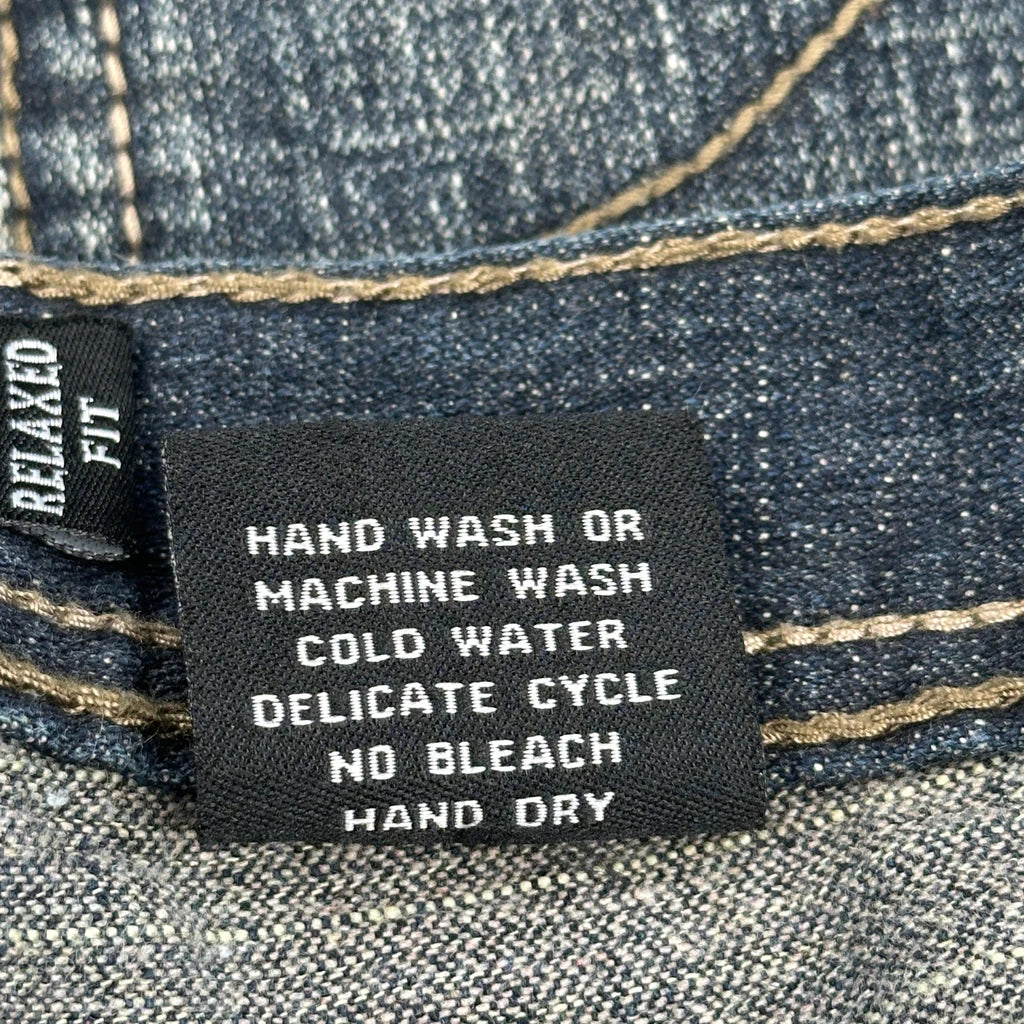 RELAXED
FIT
HAND WASH OR
MACHINE WASH
COLD WATER
DELICATE CYCLE
NO BLEACH
HAND DRY